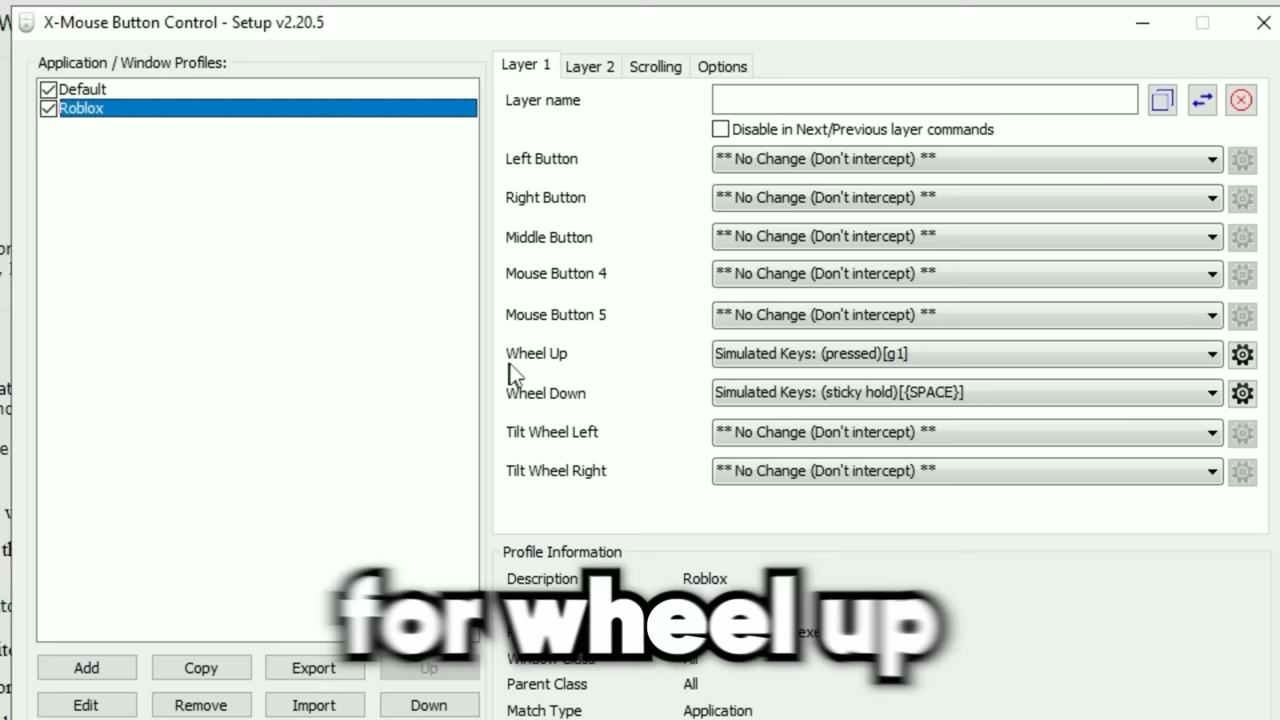 X-Mouse Button Control - Setup v2.20.5
Application / Window Profiles:
Default
Roblox
Layer 1
Layer 2
Scrolling
Options
Layer name
Disable in Next/Previous layer commands
Left Button
** No Change (Don't intercept) **
Right Button
** No Change (Don't intercept) **
Middle Button
** No Change (Don't intercept) **
Mouse Button 4
** No Change (Don't intercept) **
Mouse Button 5
** No Change (Don't intercept) **
Wheel Up
Simulated Keys: (pressed)[g1]
Wheel Down
Simulated Keys: (sticky hold)[{SPACE}]
Tilt Wheel Left
** No Change (Don't intercept) **
Tilt Wheel Right
** No Change (Don't intercept) **
Profile Information
Description
Roblox
for wheel up
Window Class
All
Parent Class
All
Match Type
Application
Add
Copy
Export
Up
Edit
Remove
Import
Down